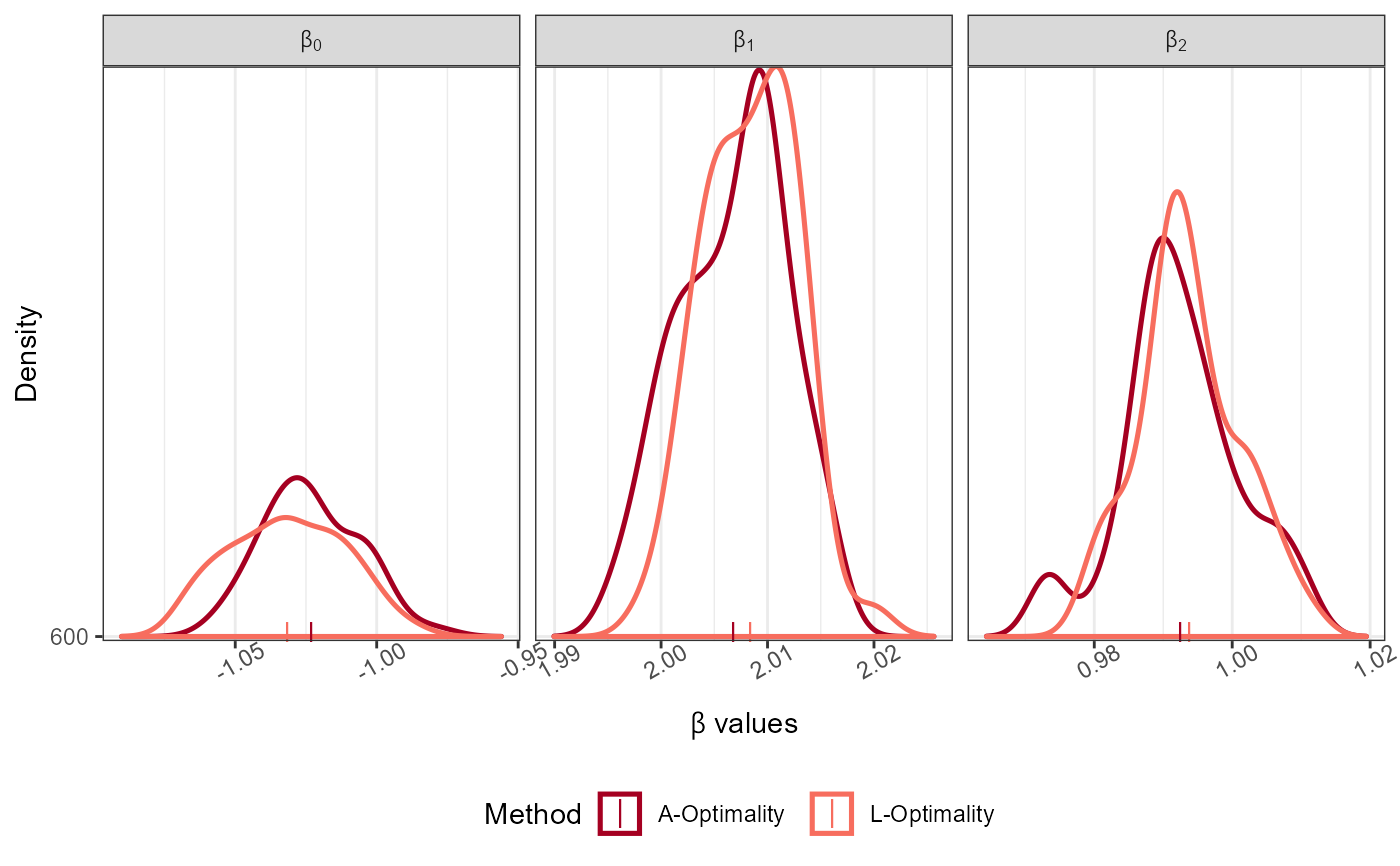 β₀ β₁ β₂
Density
600
-1.05 -1.00 -0.95 1.99 2.00 2.01 2.02 0.98 1.00 1.02
β values
Method A-Optimality L-Optimality